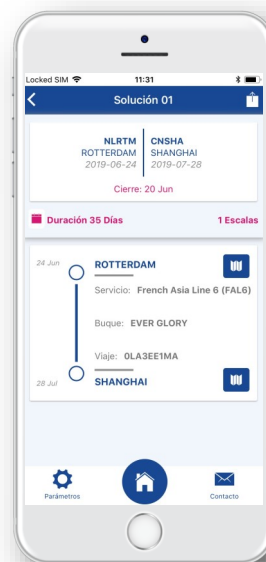 Locked SIM 11:31
Solución 01
NLRTM CNSHA
ROTTERDAM SHANGHAI
2019-06-24 2019-07-28
Cierre: 20 Jun
Duración 35 Días 1 Escalas
24 Jun ROTTERDAM
Servicio: French Asia Line 6 (FAL6)
Buque: EVER GLORY
Viaje: 0LA3EE1MA
28 Jul SHANGHAI
Parámetros Contacto